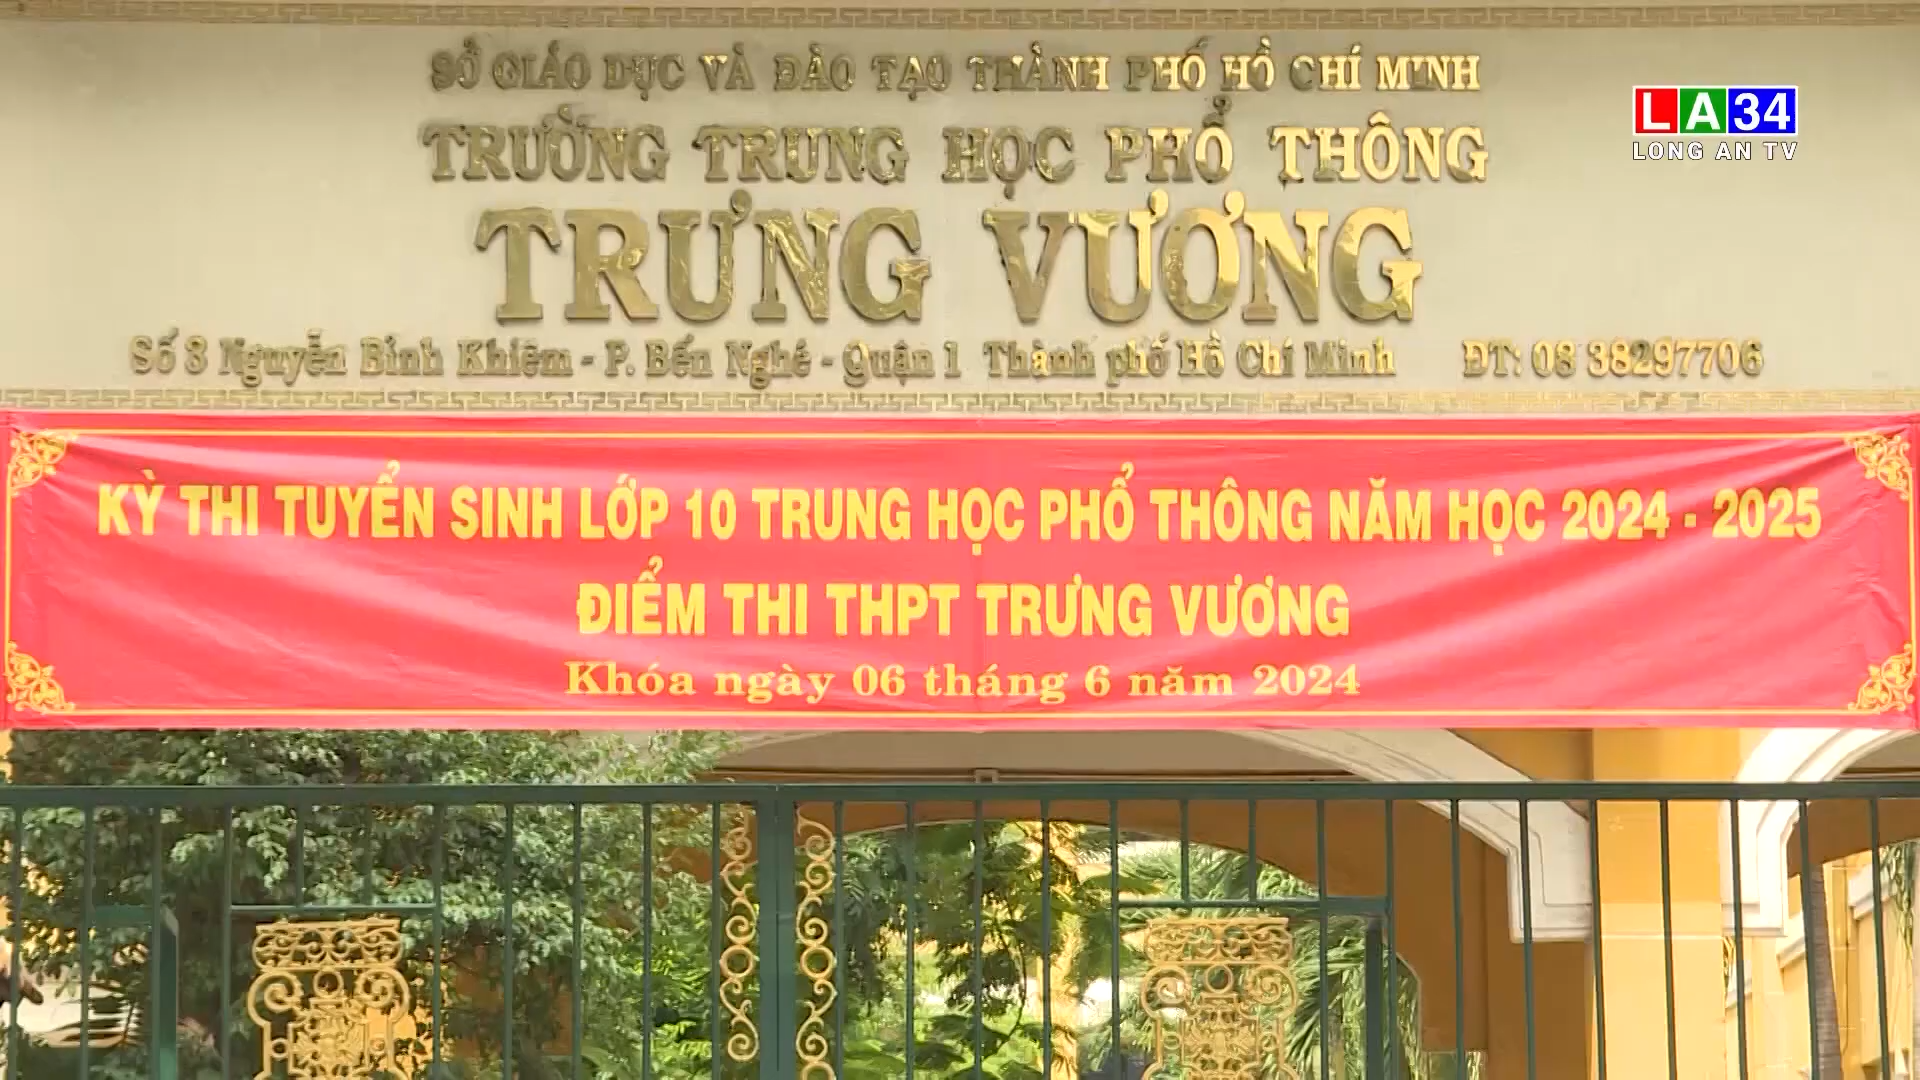 SỞ GIÁO DỤC VÀ ĐÀO TẠO THÀNH PHỐ HỒ CHÍ MINH
TRƯỜNG TRUNG HỌC PHỔ THÔNG
TRƯNG VƯƠNG
Số 3 Nguyễn Bỉnh Khiêm - P. Bến Nghé - Quận 1 Thành phố Hồ Chí Minh ĐT: 08 38297706
LA34
LONG AN TV
KỲ THI TUYỂN SINH LỚP 10 TRUNG HỌC PHỔ THÔNG NĂM HỌC 2024 - 2025
ĐIỂM THI THPT TRƯNG VƯƠNG
Khóa ngày 06 tháng 6 năm 2024